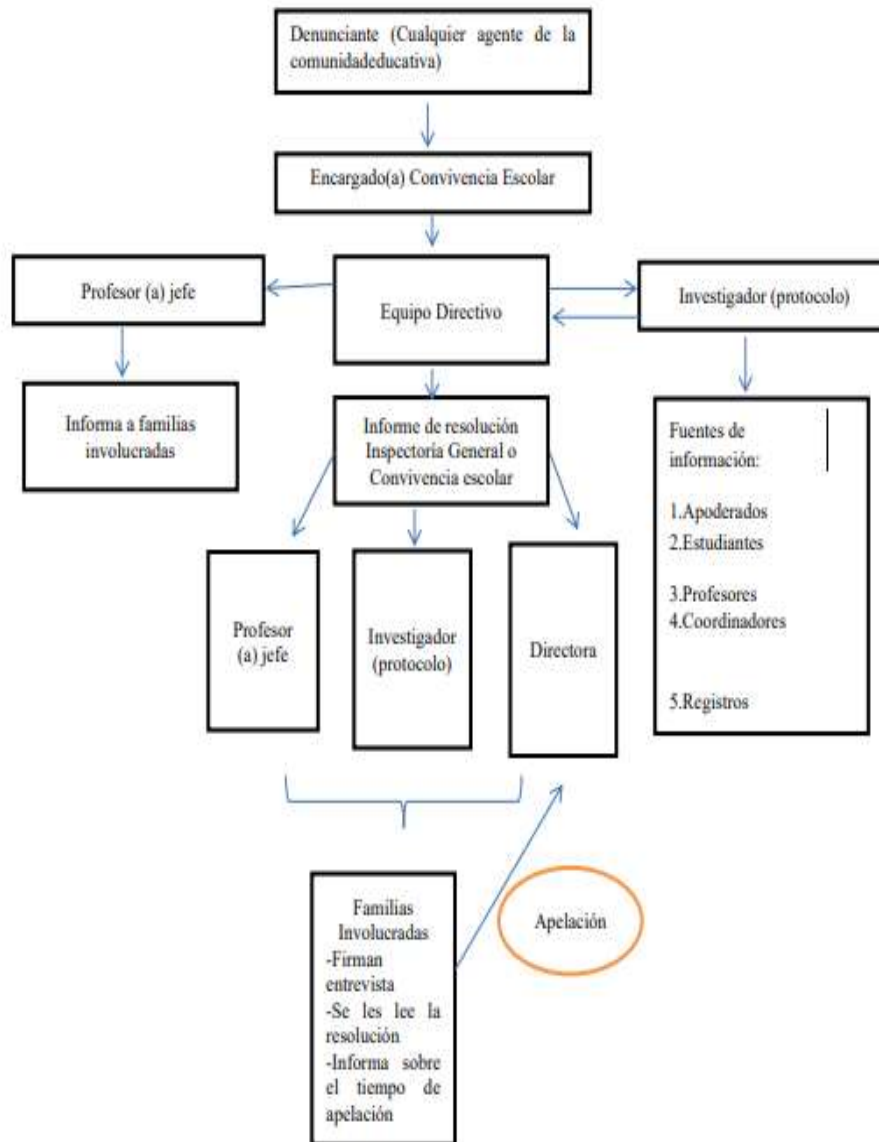 Denunciante (Cualquier agente de la
comunidadeducativa)
Encargado(a) Convivencia Escolar
Profesor (a) jefe
Equipo Directivo
Investigador (protocolo)
Informa a familias
involucradas
Informe de resolución
Inspectoría General o
Convivencia escolar
Fuentes de
información:
1.Apoderados
2.Estudiantes
3.Profesores
4.Coordinadores
5.Registros
Profesor
(a) jefe
Investigador
(protocolo)
Directora
Familias
Involucradas
-Firman
entrevista
-Se les lee la
resolución
-Informa sobre
el tiempo de
apelación
Apelación